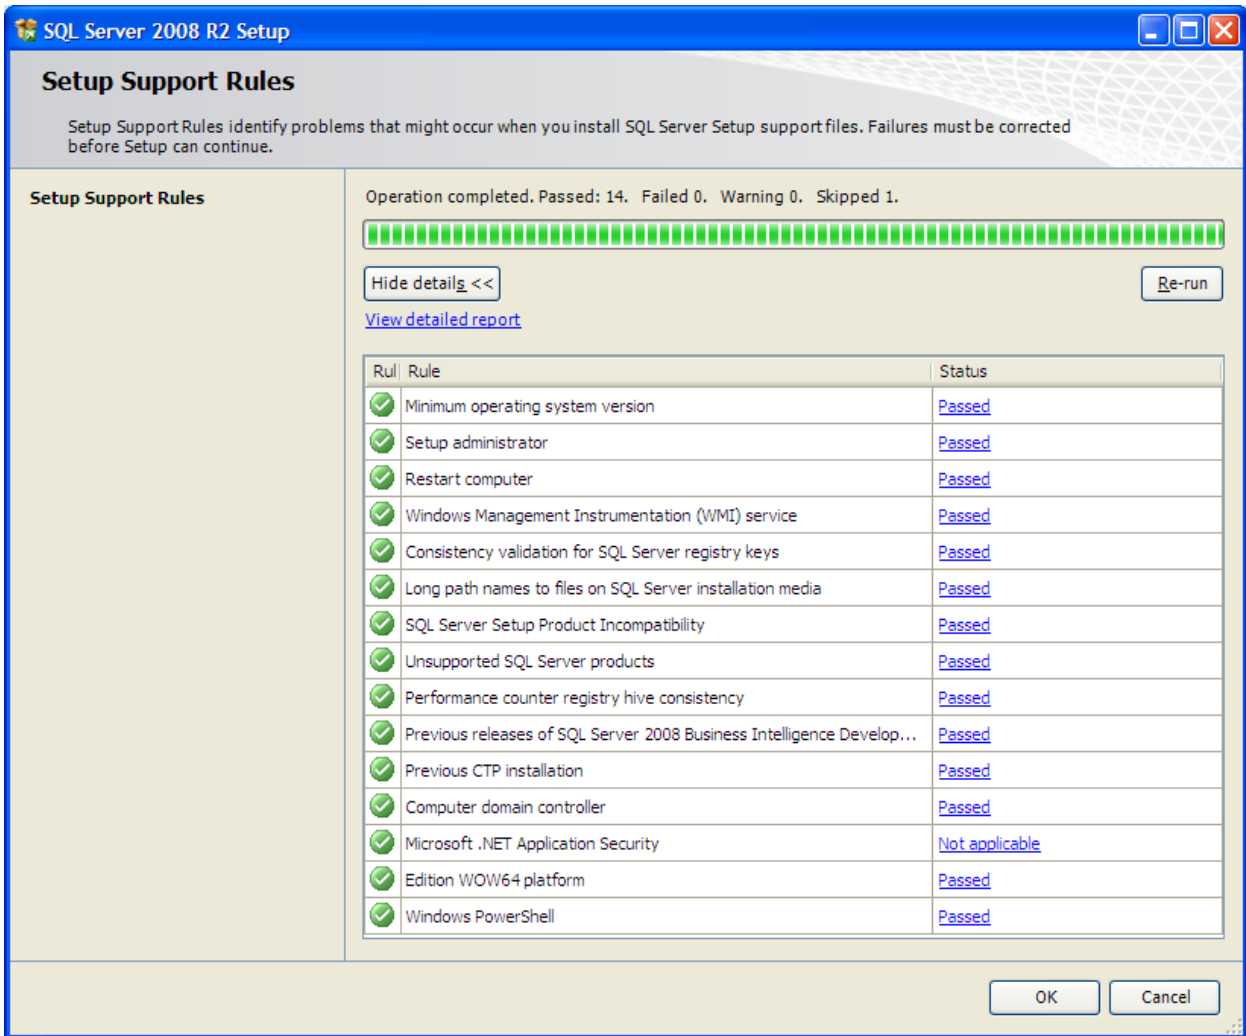 SQL Server 2008 R2 Setup
Setup Support Rules
Setup Support Rules identify problems that might occur when you install SQL Server Setup support files. Failures must be corrected
before Setup can continue.
Setup Support Rules
Operation completed. Passed: 14. Failed 0. Warning 0. Skipped 1.
Hide details <<
Re-run
View detailed report
Rul Rule Status
Minimum operating system version Passed
Setup administrator Passed
Restart computer Passed
Windows Management Instrumentation (WMI) service Passed
Consistency validation for SQL Server registry keys Passed
Long path names to files on SQL Server installation media Passed
SQL Server Setup Product Incompatibility Passed
Unsupported SQL Server products Passed
Performance counter registry hive consistency Passed
Previous releases of SQL Server 2008 Business Intelligence Develop... Passed
Previous CTP installation Passed
Computer domain controller Passed
Microsoft .NET Application Security Not applicable
Edition WOW64 platform Passed
Windows PowerShell Passed
OK Cancel